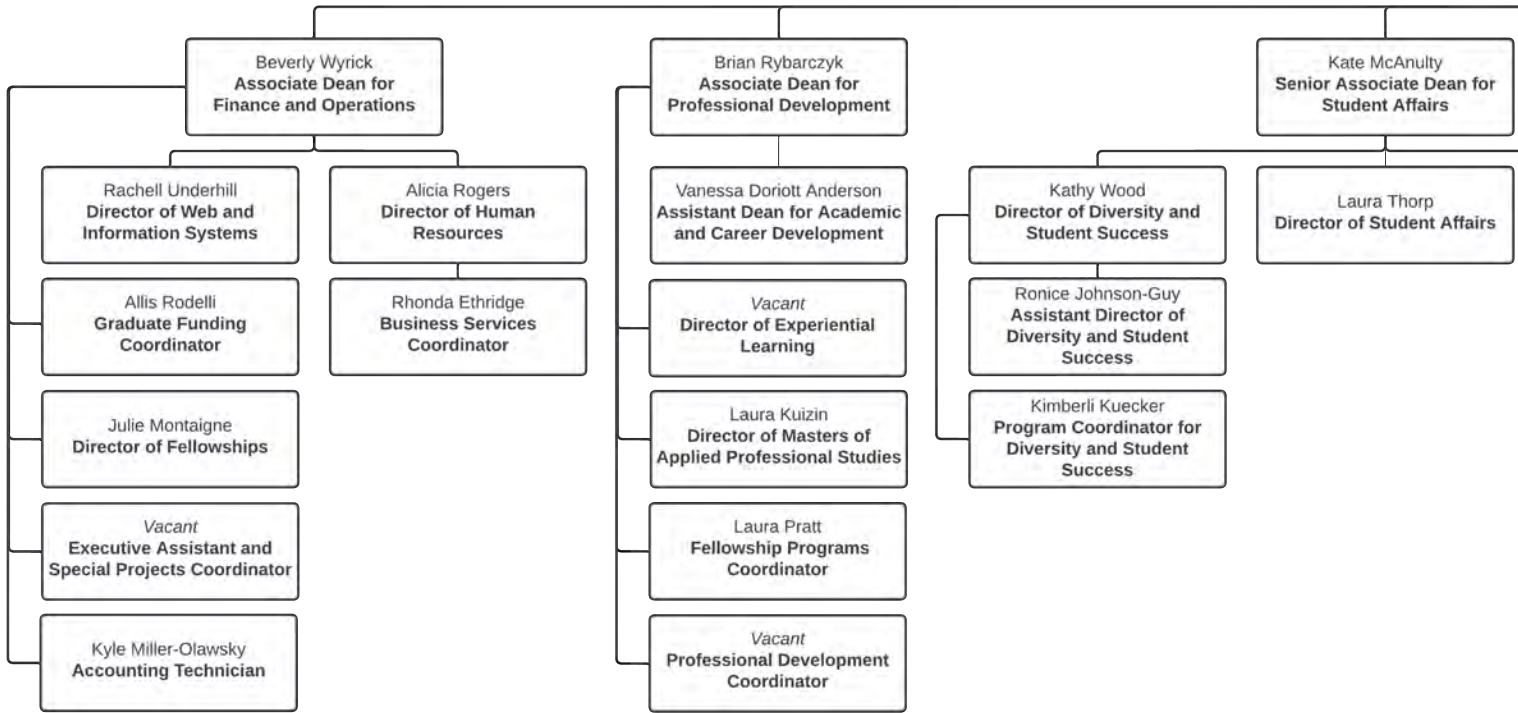 Beverly Wyrick
Associate Dean for
Finance and Operations
Rachell Underhill
Director of Web and
Information Systems
Alicia Rogers
Director of Human
Resources
Allis Rodelli
Graduate Funding
Coordinator
Rhonda Ethridge
Business Services
Coordinator
Julie Montaigne
Director of Fellowships
Vacant
Executive Assistant and
Special Projects Coordinator
Kyle Miller-Olawsky
Accounting Technician
Brian Rybarczyk
Associate Dean for
Professional Development
Vanessa Doriott Anderson
Assistant Dean for Academic
and Career Development
Vacant
Director of Experiential
Learning
Laura Kuizin
Director of Masters of
Applied Professional Studies
Laura Pratt
Fellowship Programs
Coordinator
Vacant
Professional Development
Coordinator
Kate McAnulty
Senior Associate Dean for
Student Affairs
Kathy Wood
Director of Diversity and
Student Success
Laura Thorp
Director of Student Affairs
Ronice Johnson-Guy
Assistant Director of
Diversity and Student
Success
Kimberli Kuecker
Program Coordinator for
Diversity and Student
Success